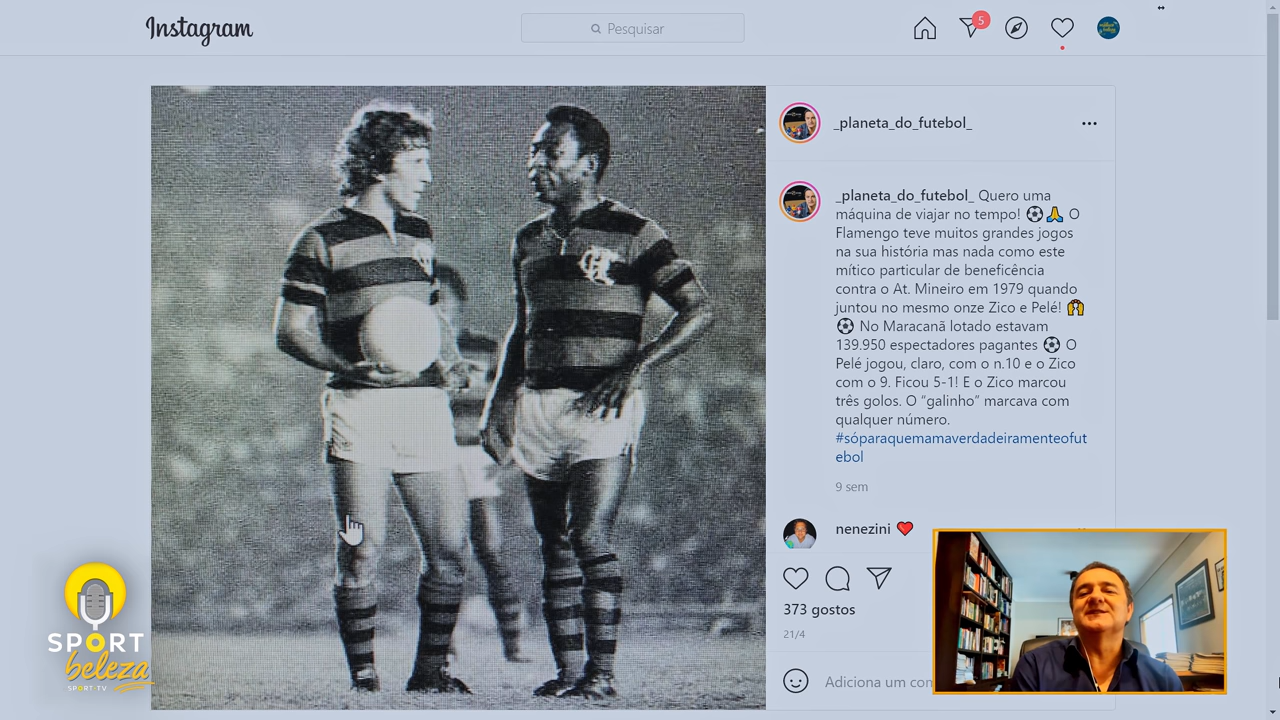 Instagram
Pesquisar
5
_planeta_do_futebol_
_planeta_do_futebol_ Quero uma
máquina de viajar no tempo! ⚽🙏 O
Flamengo teve muitos grandes jogos
na sua história mas nada como este
mítico particular de beneficência
contra o At. Mineiro em 1979 quando
juntou no mesmo onze Zico e Pelé! 🙌
⚽ No Maracanã lotado estavam
139.950 espectadores pagantes ⚽ O
Pelé jogou, claro, com o n.10 e o Zico
com o 9. Ficou 5-1! E o Zico marcou
três golos. O “galinho” marcava com
qualquer número.
#sóparaquemamaverdadeiramentefut
ebol
9 sem
nenezini ❤️
373 gostos
21/4
Adiciona um con
SPORT
beleza
SPORT•TV